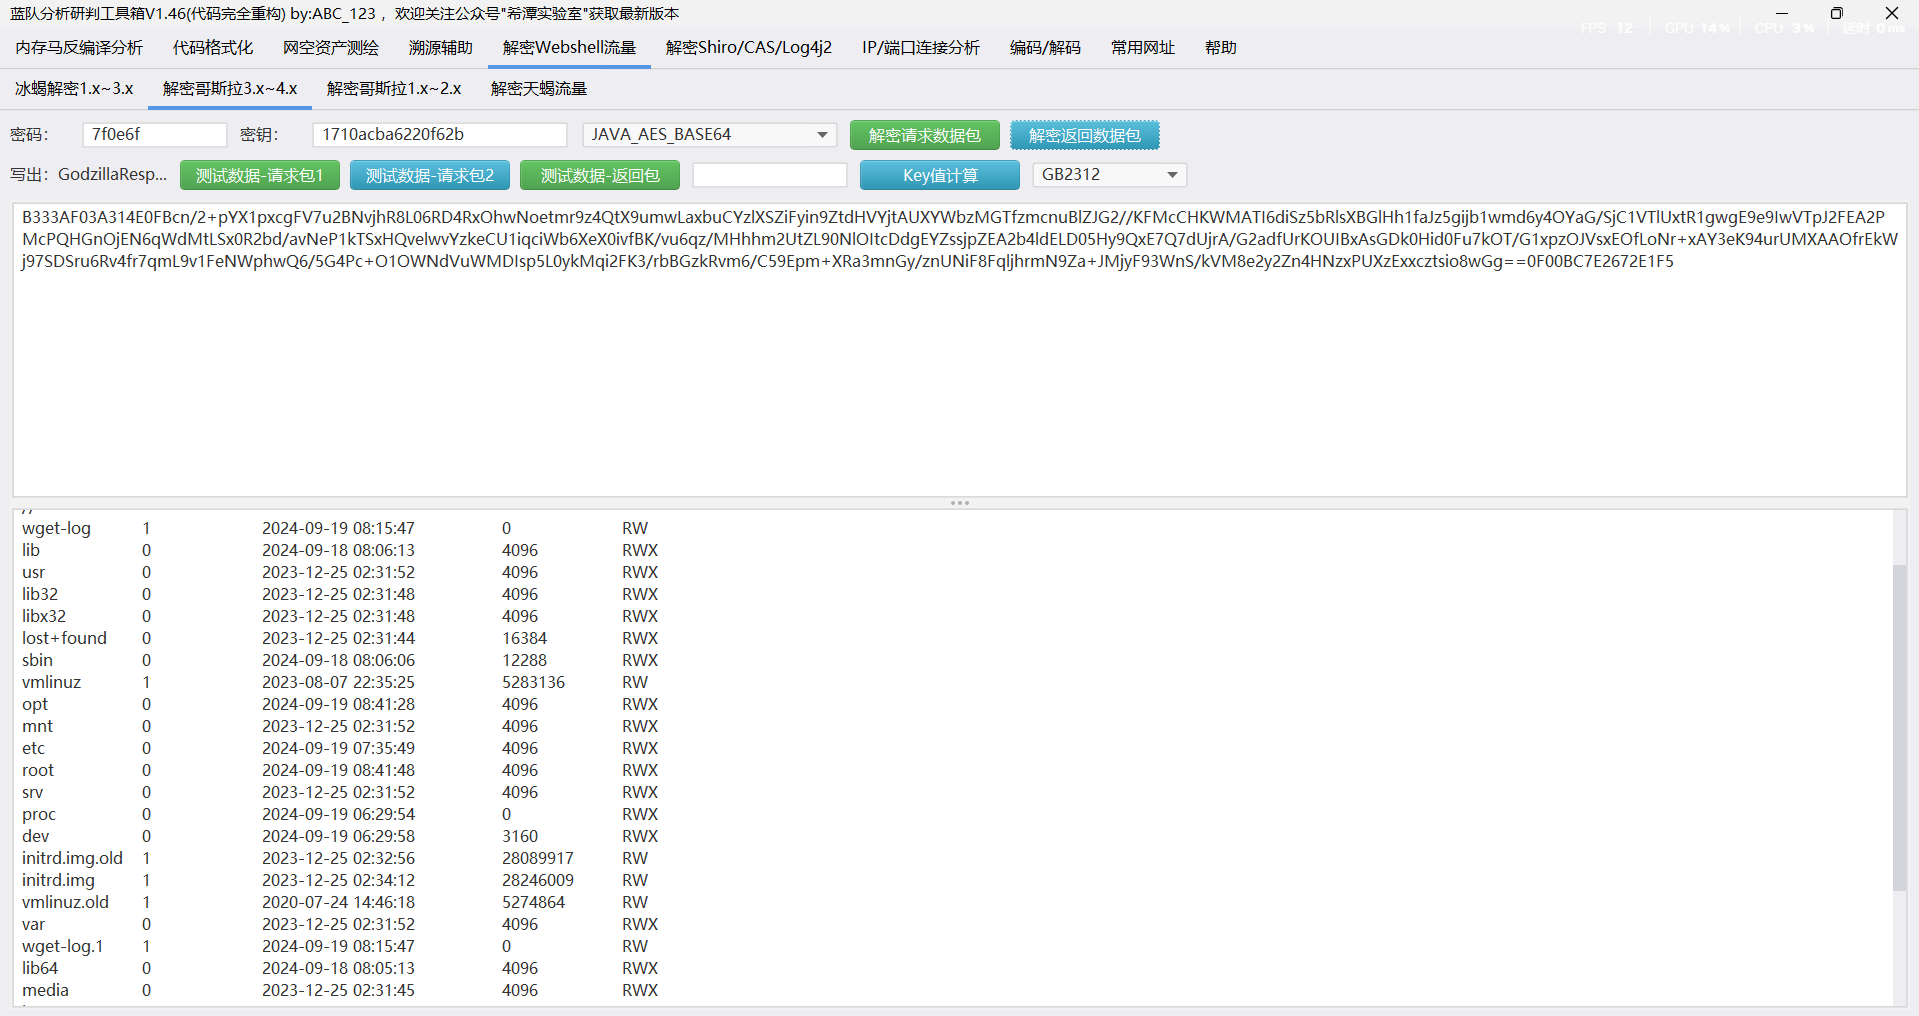 蓝队分析研判工具箱V1.46(代码完全重构) by:ABC_123 ，欢迎关注公众号"希潭实验室"获取最新版本
FPS 12 GPU 14% CPU 3% 延时 0ms
内存马反编译分析 代码格式化 网空资产测绘 溯源辅助 解密Webshell流量 解密Shiro/CAS/Log4j2 IP/端口连接分析 编码/解码 常用网址 帮助
冰蝎解密1.x~3.x 解密哥斯拉3.x~4.x 解密哥斯拉1.x~2.x 解密天蝎流量
密码： 7f0e6f 密钥： 1710acba6220f62b JAVA_AES_BASE64 解密请求数据包 解密返回数据包
写出：GodzillaResp... 测试数据-请求包1 测试数据-请求包2 测试数据-返回包 Key值计算 GB2312
B333AF03A314E0FBcn/2+pYX1pxcgFV7u2BNvjhR8L06RD4RxOhwNoetmr9z4QtX9umwLaxbuCYzlXSZiFyin9ZtdHVYjtAUXYWbzMGTfzmcnuBlZJG2//KFMcCHKWMATI6diSz5bRlsXBGlHh1faJz5gijb1wmd6y4OYaG/SjC1VTlUxtR1gwgE9e9IwVTpJ2FEA2P
McPQHGnOjEN6qWdMtLSx0R2bd/avNeP1kTSxHQvelwvYzkeCU1iqciWb6XeX0ivfBK/vu6qz/MHhhm2UtZL90NlOItcDdgEYZssjpZEA2b4ldELD05Hy9QxE7Q7dUjrA/G2adfUrKOUIBxAsGDk0Hid0Fu7kOT/G1xpzOJVsxEOfLoNr+xAY3eK94urUMXAAOfrEkW
j97SDSru6Rv4fr7qmL9v1FeNWphwQ6/5G4Pc+O1OWNdVuWMDIsp5L0ykMqi2FK3/rbBGzkRvm6/C59Epm+XRa3mnGy/znUNiF8FqljhrmN9Za+JMjyF93WnS/kVM8e2y2Zn4HNzxPUXzExxcztsio8wGg==0F00BC7E2672E1F5
wget-log 1 2024-09-19 08:15:47 0 RW
lib 0 2024-09-18 08:06:13 4096 RWX
usr 0 2023-12-25 02:31:52 4096 RWX
lib32 0 2023-12-25 02:31:48 4096 RWX
libx32 0 2023-12-25 02:31:48 4096 RWX
lost+found 0 2023-12-25 02:31:44 16384 RWX
sbin 0 2024-09-18 08:06:06 12288 RWX
vmlinuz 1 2023-08-07 22:35:25 5283136 RW
opt 0 2024-09-19 08:41:28 4096 RWX
mnt 0 2023-12-25 02:31:52 4096 RWX
etc 0 2024-09-19 07:35:49 4096 RWX
root 0 2024-09-19 08:41:48 4096 RWX
srv 0 2023-12-25 02:31:52 4096 RWX
proc 0 2024-09-19 06:29:54 0 RWX
dev 0 2024-09-19 06:29:58 3160 RWX
initrd.img.old 1 2023-12-25 02:32:56 28089917 RW
initrd.img 1 2023-12-25 02:34:12 28246009 RW
vmlinuz.old 1 2020-07-24 14:46:18 5274864 RW
var 0 2023-12-25 02:31:52 4096 RWX
wget-log.1 1 2024-09-19 08:15:47 0 RW
lib64 0 2024-09-18 08:05:13 4096 RWX
media 0 2023-12-25 02:31:45 4096 RWX